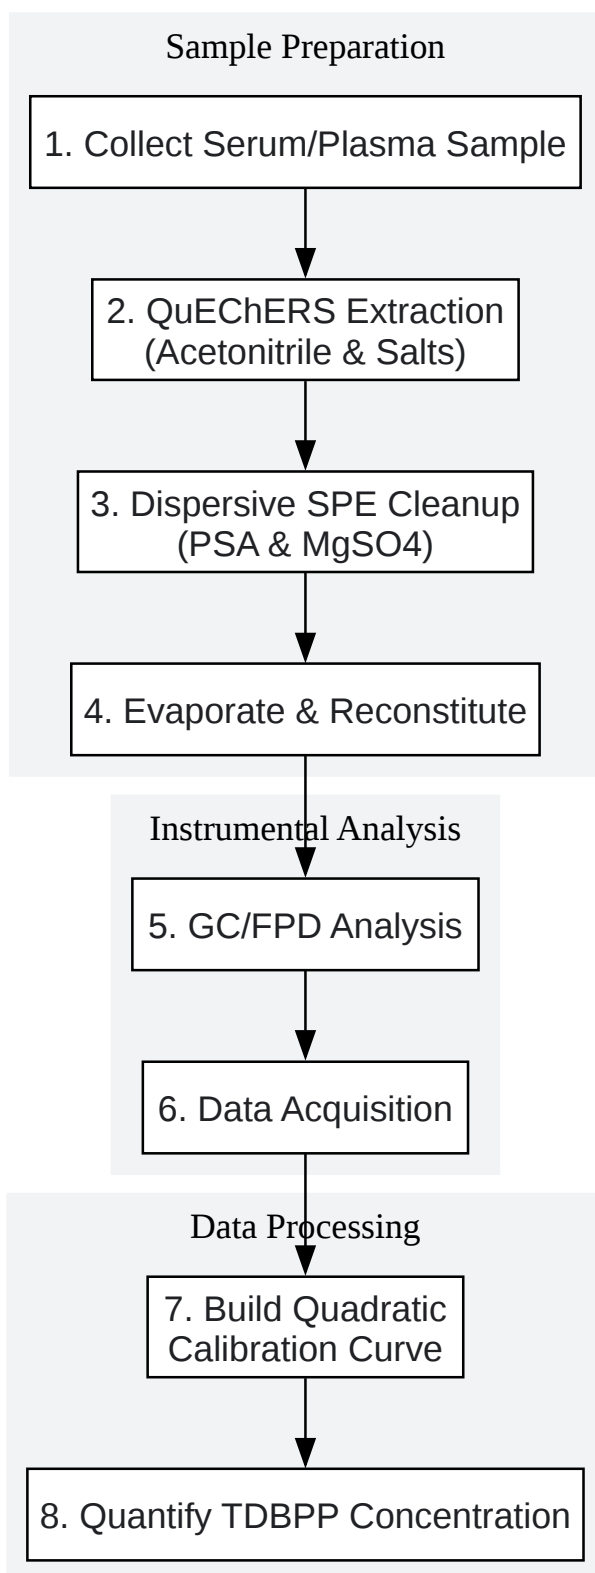 Sample Preparation
1. Collect Serum/Plasma Sample
2. QuEChERS Extraction
(Acetonitrile & Salts)
3. Dispersive SPE Cleanup
(PSA & MgSO4)
4. Evaporate & Reconstitute
Instrumental Analysis
5. GC/FPD Analysis
6. Data Acquisition
Data Processing
7. Build Quadratic
Calibration Curve
8. Quantify TDBPP Concentration